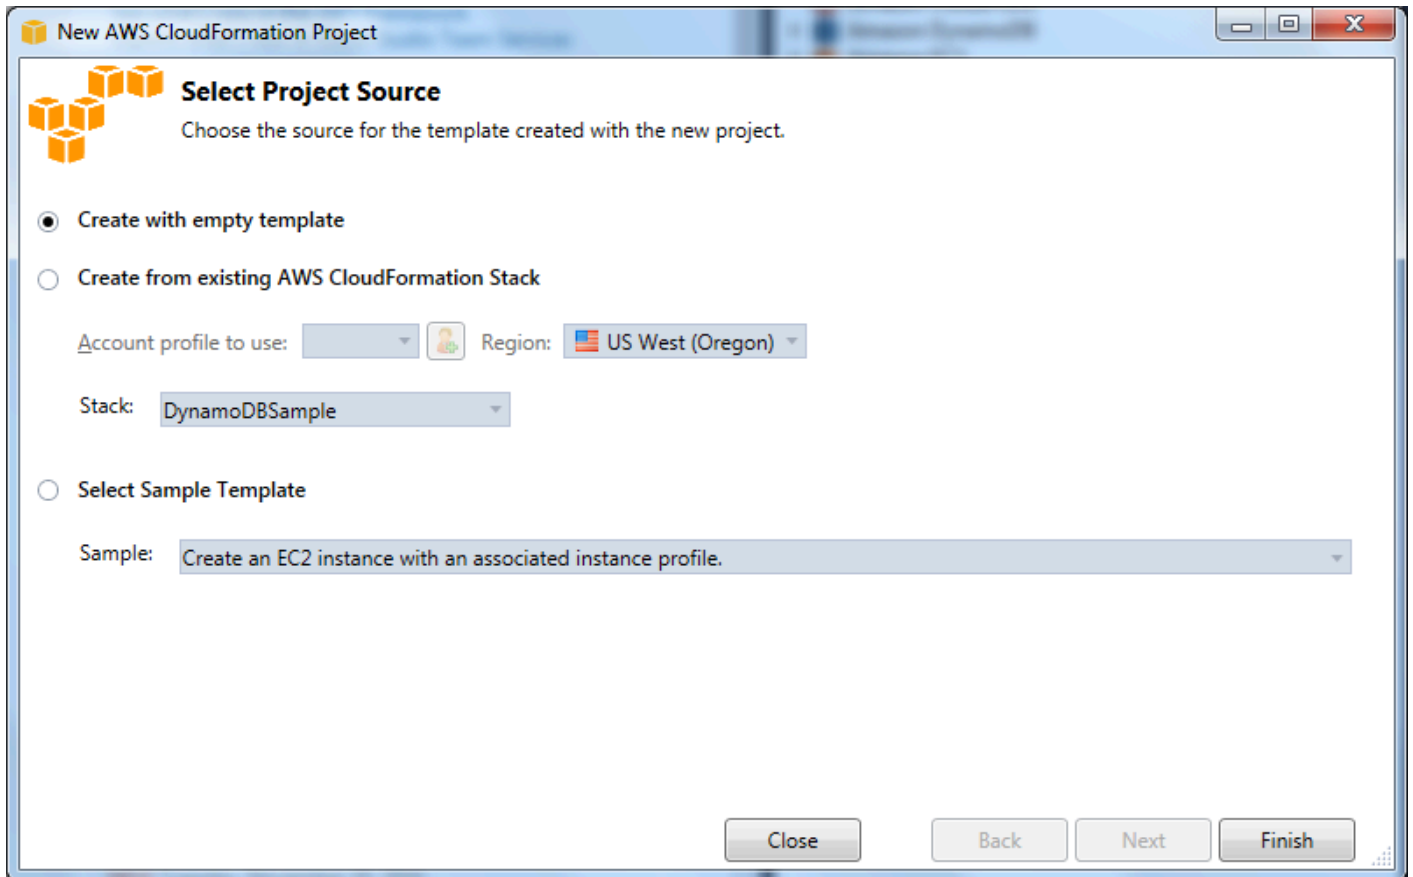 New AWS CloudFormation Project
Select Project Source
Choose the source for the template created with the new project.
Create with empty template
Create from existing AWS CloudFormation Stack
Account profile to use: Region: US West (Oregon)
Stack: DynamoDBSample
Select Sample Template
Sample: Create an EC2 instance with an associated instance profile.
Close Back Next Finish